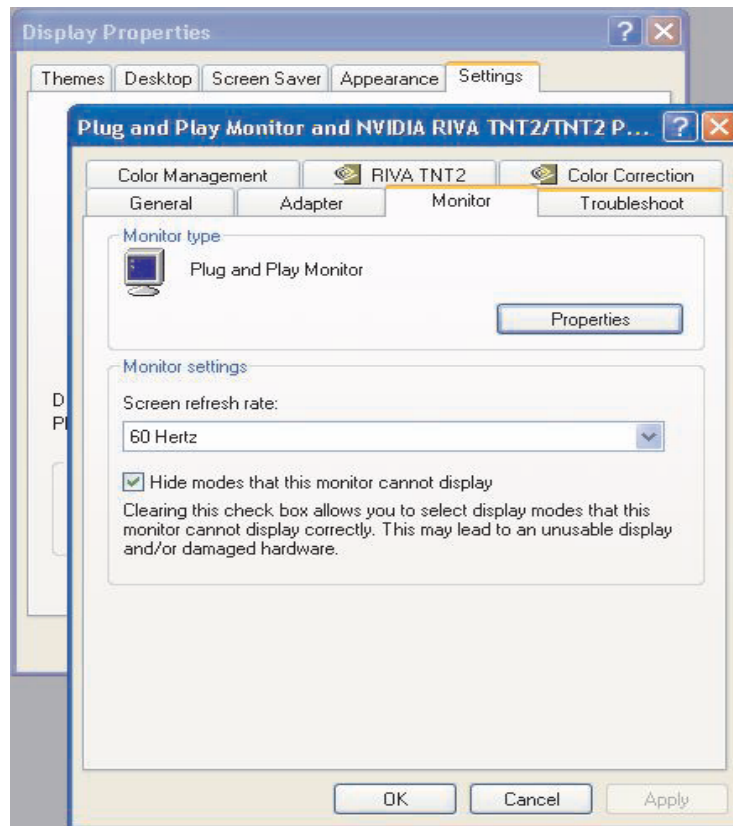 Display Properties
Themes Desktop Screen Saver Appearance Settings
Plug and Play Monitor and NVIDIA RIVA TNT2/TNT2 P...
Color Management RIVA TNT2 Color Correction
General Adapter Monitor Troubleshoot
Monitor type
Plug and Play Monitor
Properties
Monitor settings
D
Screen refresh rate:
Pl
60 Hertz
Hide modes that this monitor cannot display
Clearing this check box allows you to select display modes that this
monitor cannot display correctly. This may lead to an unusable display
and/or damaged hardware.
OK Cancel Apply